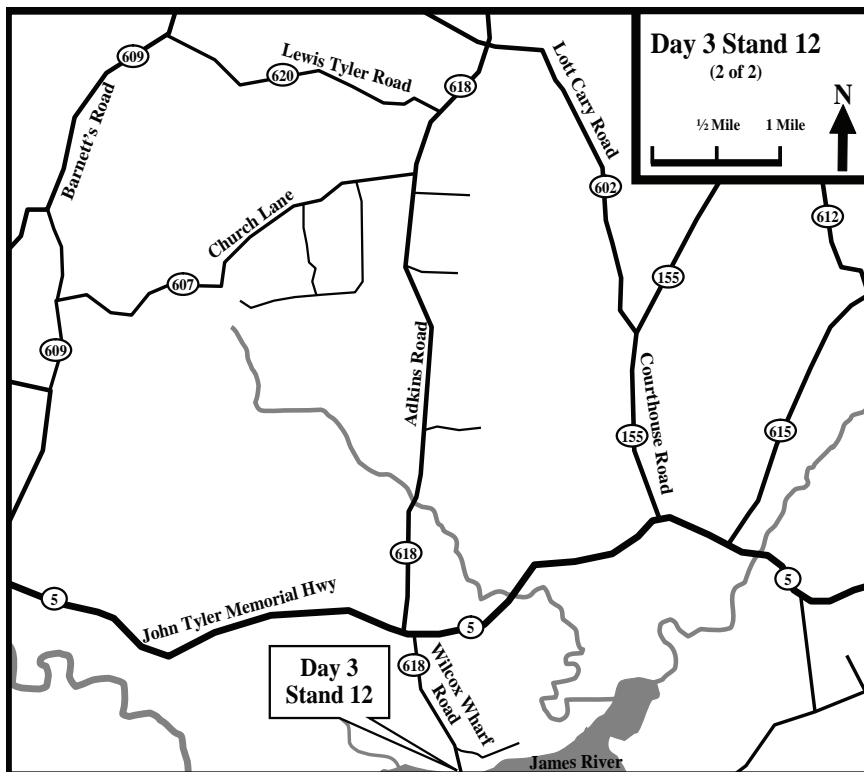 Day 3 Stand 12
(2 of 2)
½ Mile
1 Mile
N
609
Lewis Tyler Road
620
618
Lott Cary Road
Barnett's Road
602
612
Church Lane
607
155
609
Adkins Road
Courthouse Road
155
615
618
5
John Tyler Memorial Hwy
5
5
618
Wilcox Wharf
Road
Day 3
Stand 12
James River